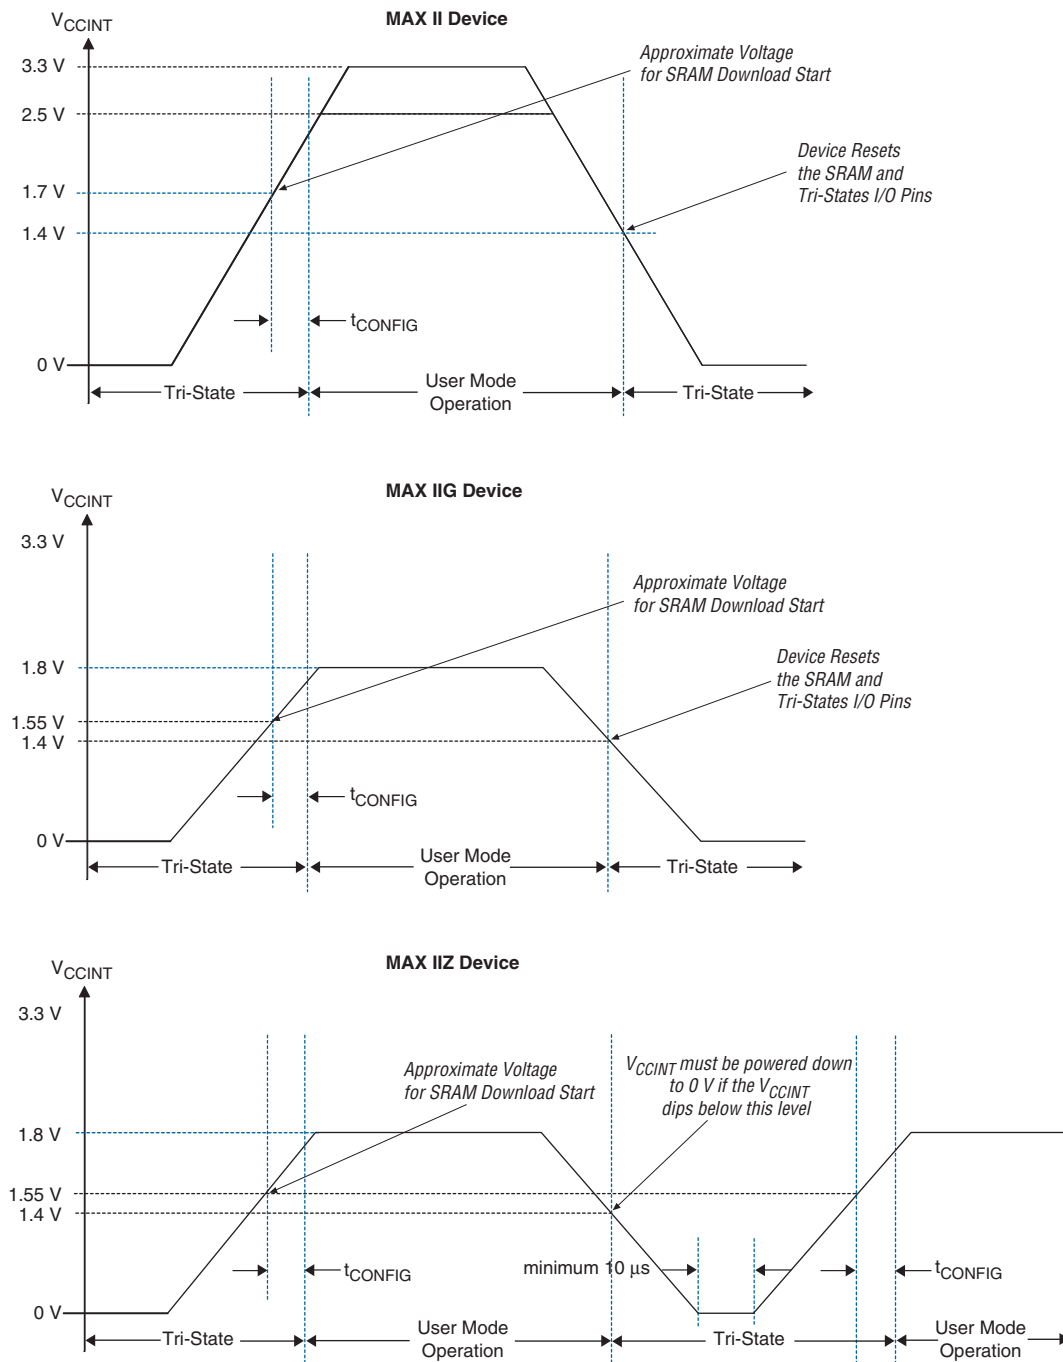 MAX II Device
VCCINT
3.3 V
Approximate Voltage
for SRAM Download Start
2.5 V
Device Resets
the SRAM and
Tri-States I/O Pins
1.7 V
1.4 V
tCONFIG
0 V
Tri-State
User Mode
Operation
Tri-State
MAX IIG Device
VCCINT
3.3 V
Approximate Voltage
for SRAM Download Start
1.8 V
Device Resets
the SRAM and
Tri-States I/O Pins
1.55 V
1.4 V
tCONFIG
0 V
Tri-State
User Mode
Operation
Tri-State
MAX IIZ Device
VCCINT
3.3 V
Approximate Voltage
for SRAM Download Start
VCCINT must be powered down
to 0 V if the VCCINT
dips below this level
1.8 V
1.55 V
1.4 V
tCONFIG
minimum 10 µs
tCONFIG
0 V
Tri-State
User Mode
Operation
Tri-State
User Mode
Operation